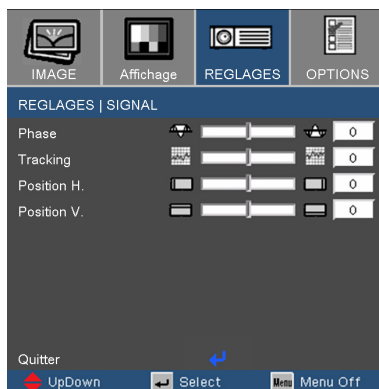 IMAGE Affichage REGLAGES OPTIONS
REGLAGES | SIGNAL
Phase 0
Tracking 0
Position H. 0
Position V. 0
Quitter
UpDown Select Menu Menu Off